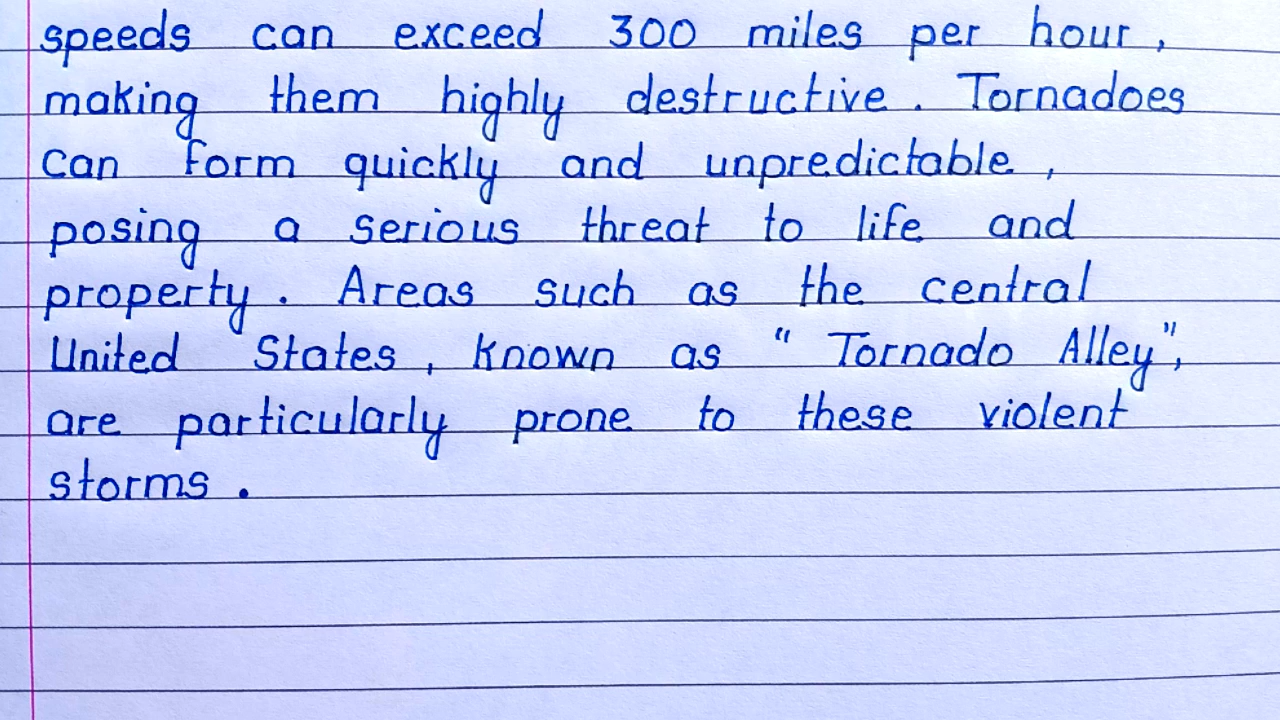 speeds can exceed 300 miles per hour,
making them highly destructive. Tornadoes
can form quickly and unpredictable,
posing a serious threat to life and
property. Areas such as the central
United States, known as "Tornado Alley",
are particularly prone to these violent
storms.